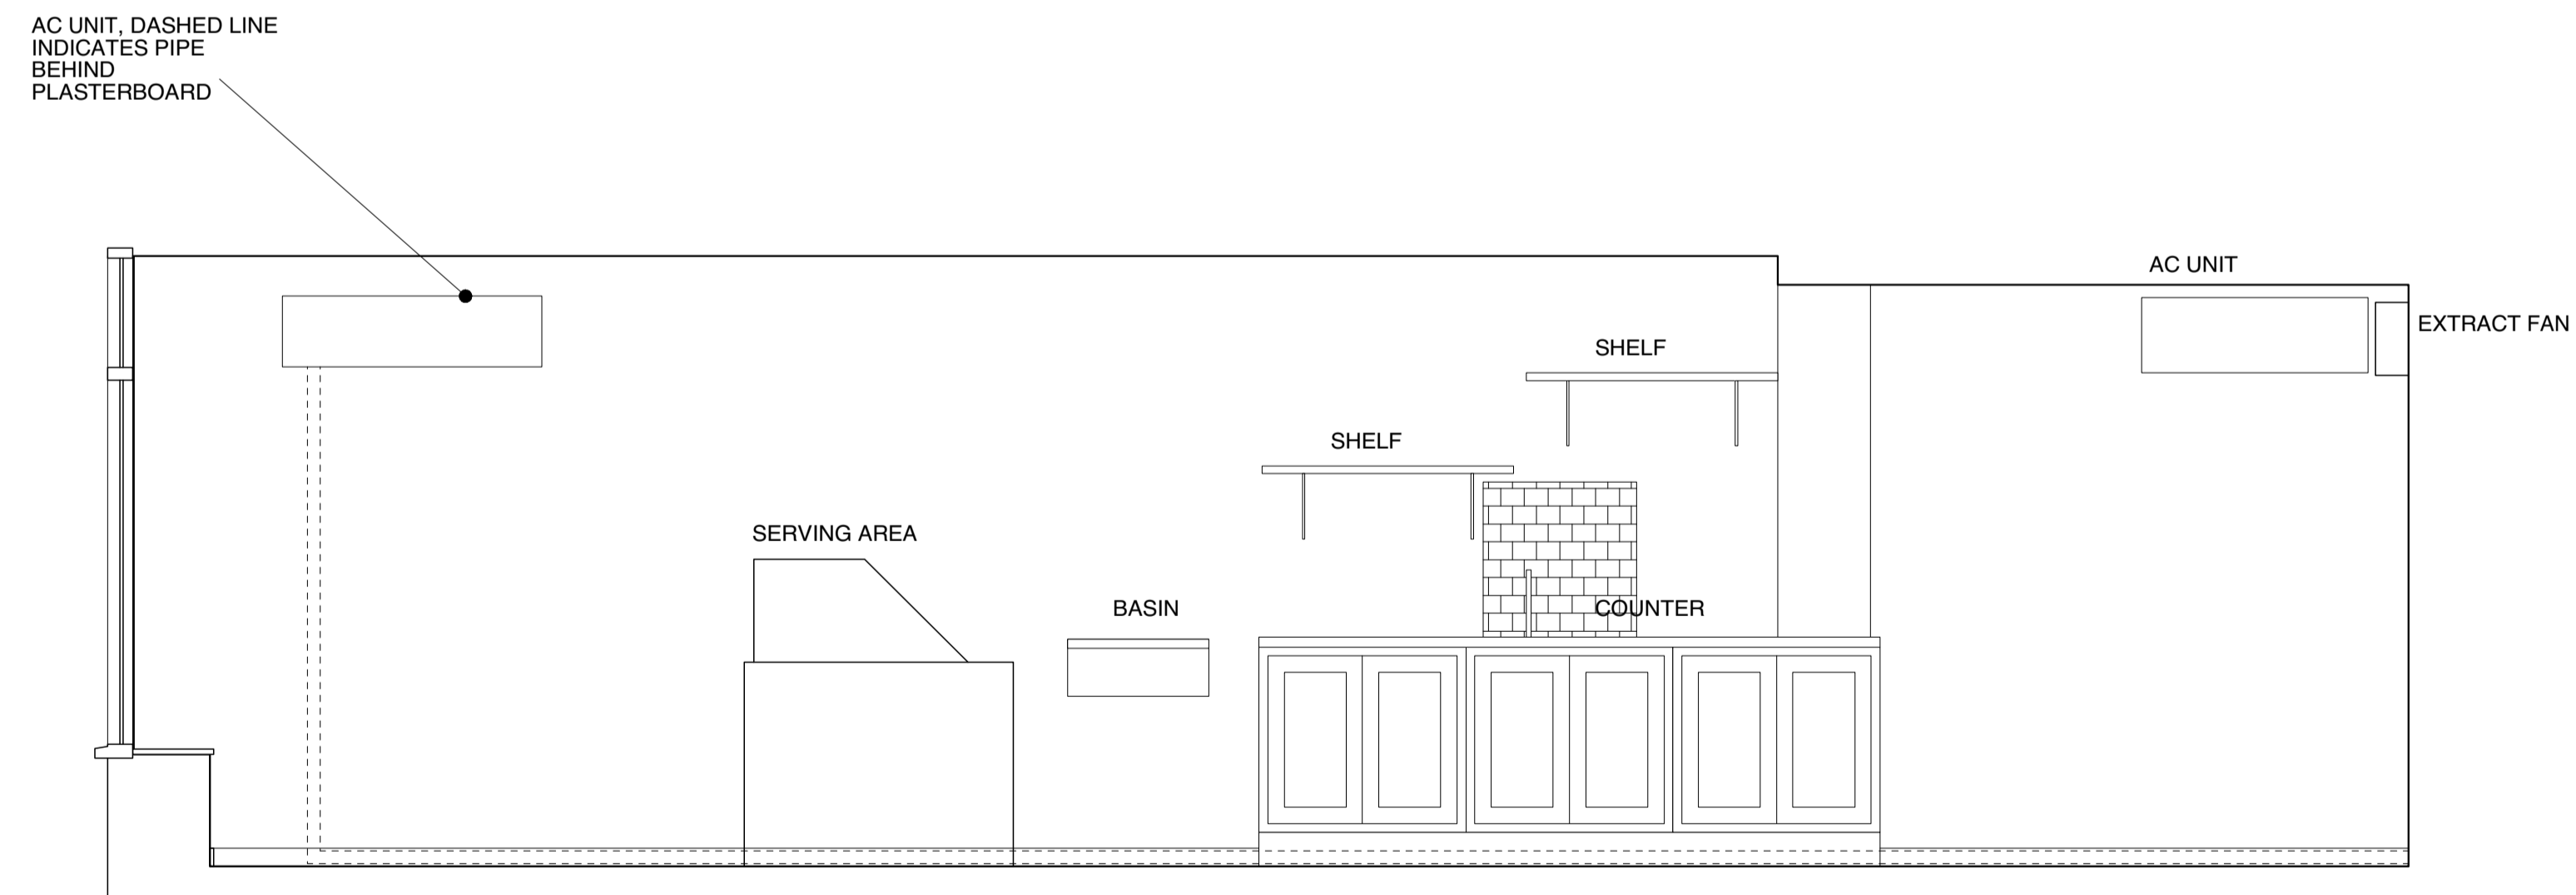 AC UNIT, DASHED LINE
INDICATES PIPE
BEHIND
PLASTERBOARD
AC UNIT
EXTRACT FAN
SHELF
SHELF
SERVING AREA
BASIN
COUNTER